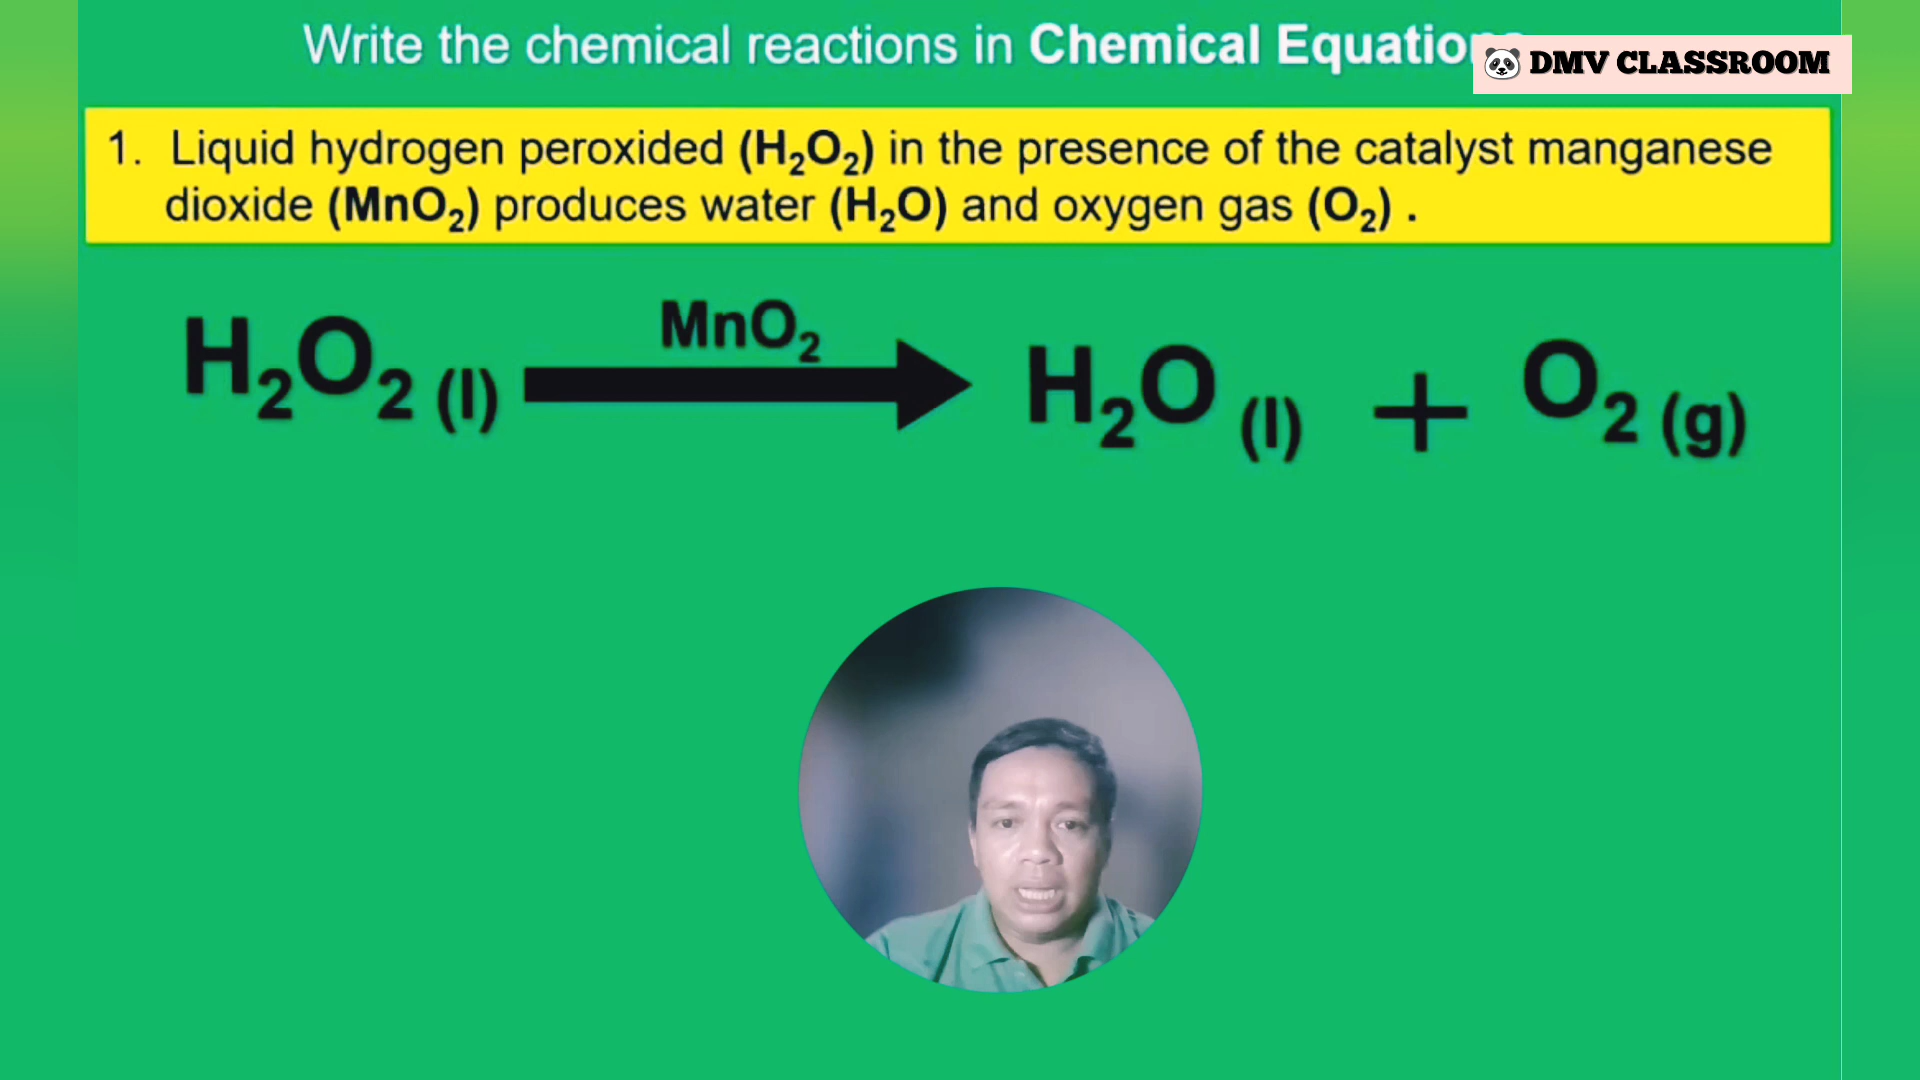 Write the chemical reactions in Chemical Equation
🐼 DMV CLASSROOM
1. Liquid hydrogen peroxided (H₂O₂) in the presence of the catalyst manganese
dioxide (MnO₂) produces water (H₂O) and oxygen gas (O₂) .
MnO₂
H₂O₂ (l) → H₂O (l) + O₂ (g)